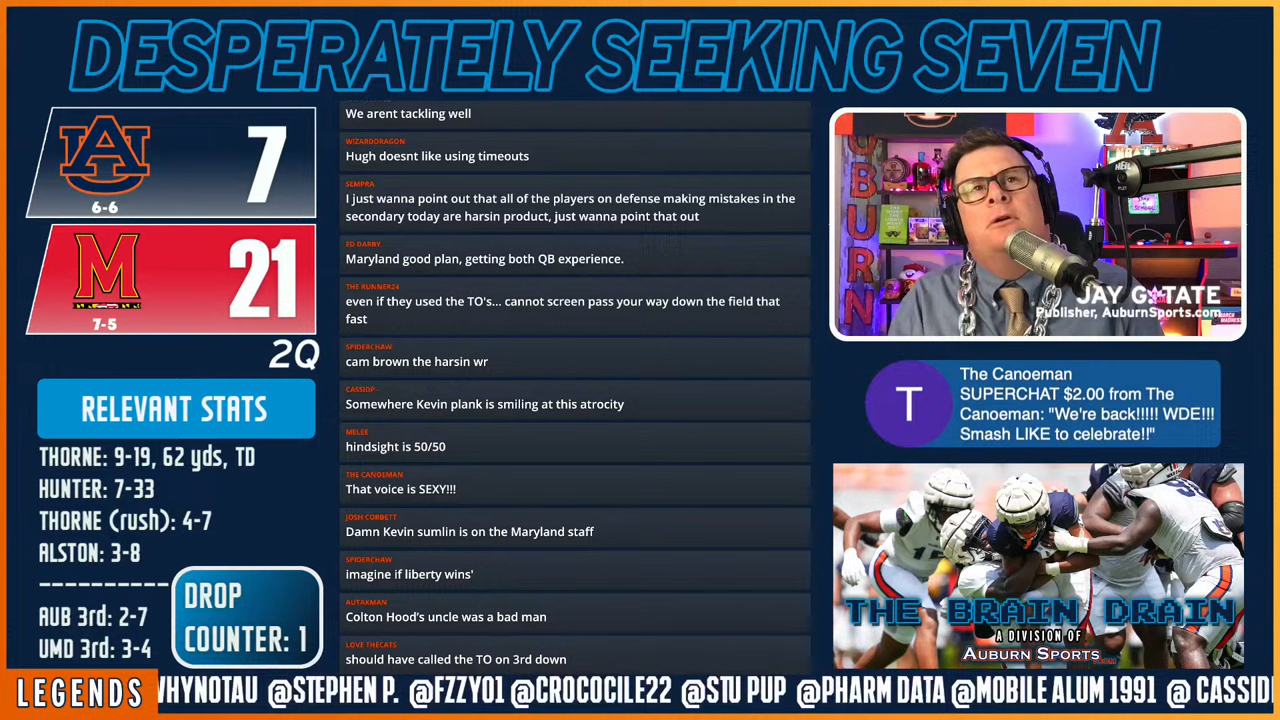 DESPERATELY SEEKING SEVEN
7
6-6
21
7-5
2Q
RELEVANT STATS
THORNE: 9-19, 62 yds, TD
HUNTER: 7-33
THORNE (rush): 4-7
ALSTON: 3-8
AUB 3rd: 2-7
UMD 3rd: 3-4
DROP
COUNTER: 1
We arent tackling well
WIZARDRAGON
Hugh doesnt like using timeouts
SEMPRA
I just wanna point out that all of the players on defense making mistakes in the
secondary today are harsin product, just wanna point that out
ED DARBY
Maryland good plan, getting both QB experience.
THE RUNNER24
even if they used the TO's... cannot screen pass your way down the field that
fast
SPIDERCHAW
cam brown the harsin wr
CASSIDP
Somewhere Kevin plank is smiling at this atrocity
MELEE
hindsight is 50/50
THE CANOEMAN
That voice is SEXY!!!
JOSH CORBETT
Damn Kevin sumlin is on the Maryland staff
SPIDERCHAW
imagine if liberty wins'
AUTAXMAN
Colton Hood's uncle was a bad man
LOVE THECATS
should have called the TO on 3rd down
UBURN
JAY G. TATE
Publisher, AuburnSports.com
T
The Canoeman
SUPERCHAT $2.00 from The
Canoeman: "We're back!!!!! WDE!!!
Smash LIKE to celebrate!!"
THE BRAIN DRAIN
A DIVISION OF
AUBURN SPORTS
LEGENDS
WHYNOTAU @STEPHEN P. @FZZY01 @CROCOCILE22 @STU PUP @PHARM DATA @MOBILE ALUM 1991 @ CASSID